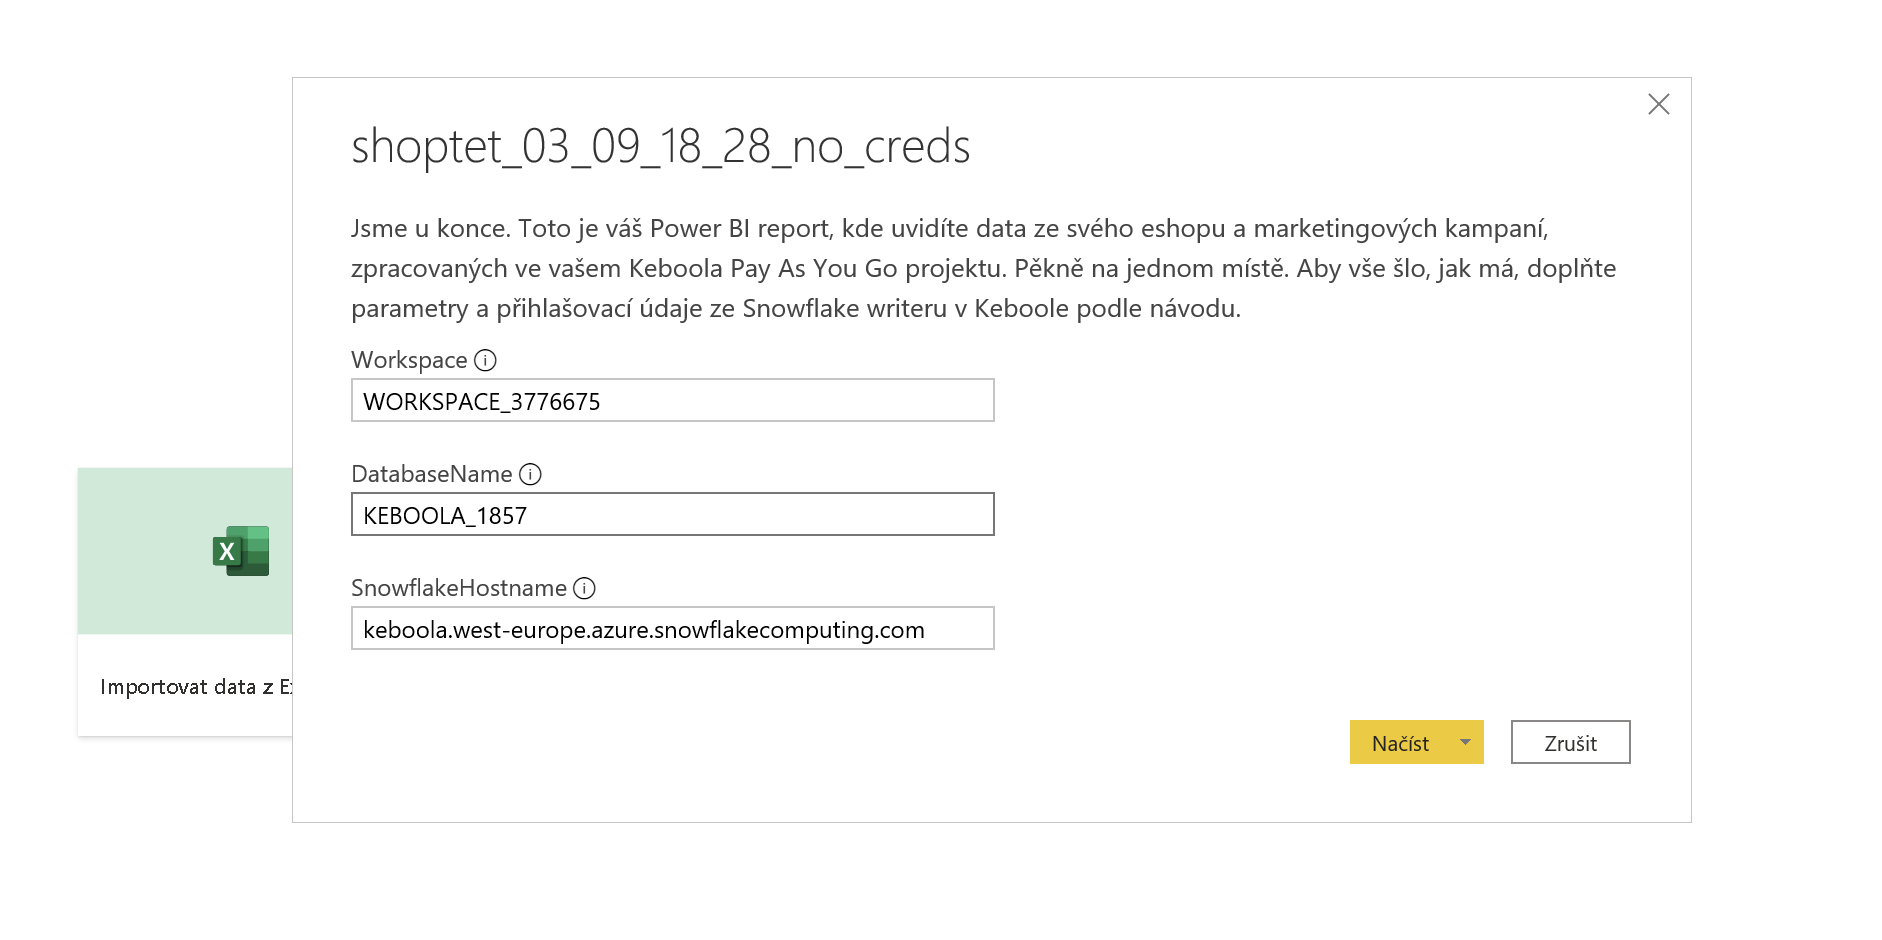 shoptet_03_09_18_28_no_creds
Jsme u konce. Toto je váš Power BI report, kde uvidíte data ze svého eshopu a marketingových kampaní,
zpracovaných ve vašem Keboola Pay As You Go projektu. Pěkně na jednom místě. Aby vše šlo, jak má, doplňte
parametry a přihlašovací údaje ze Snowflake writeru v Keboole podle návodu.
Workspace
WORKSPACE_3776675
DatabaseName
KEBOOLA_1857
SnowflakeHostname
keboola.west-europe.azure.snowflakecomputing.com
X
Importovat data z
Načíst
Zrušit